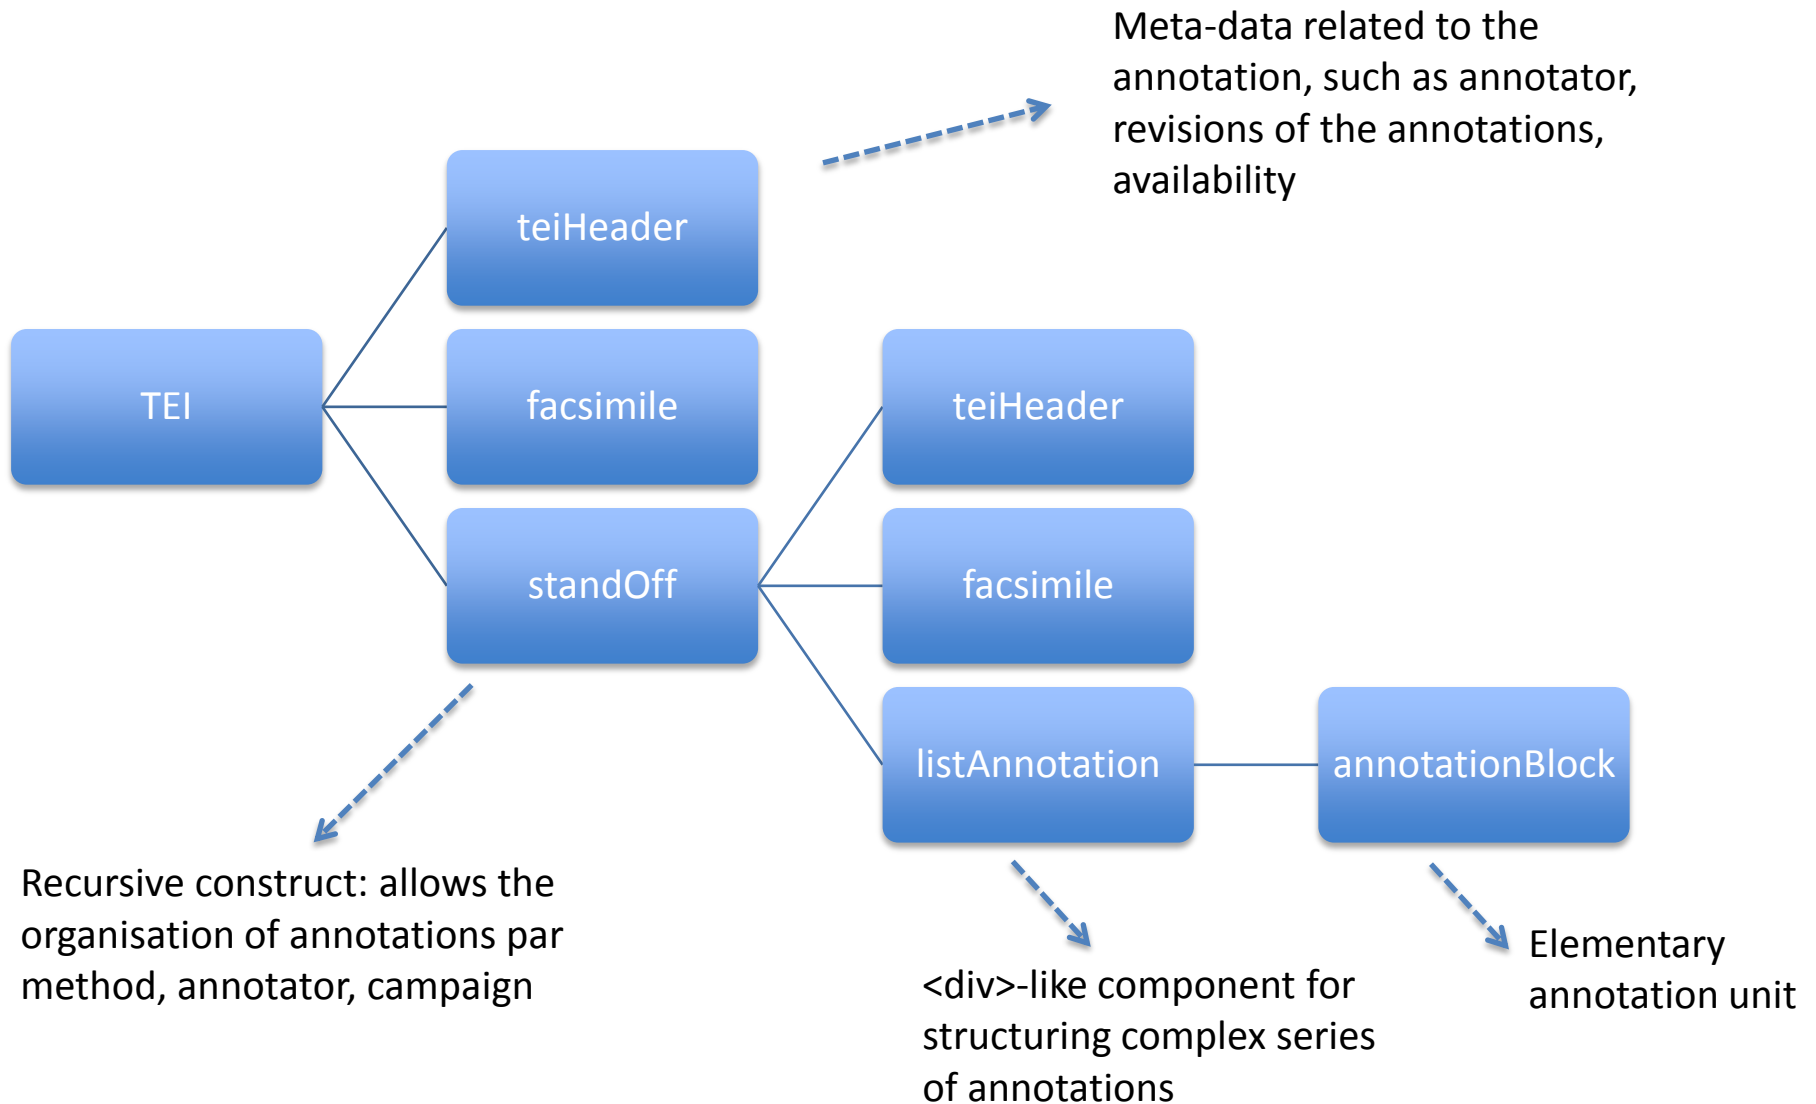 Meta-data related to the
annotation, such as annotator,
revisions of the annotations,
availability
teiHeader
TEI
facsimile
teiHeader
standOff
facsimile
listAnnotation
annotationBlock
Recursive construct: allows the
organisation of annotations par
method, annotator, campaign
<div>-like component for
structuring complex series
of annotations
Elementary
annotation unit